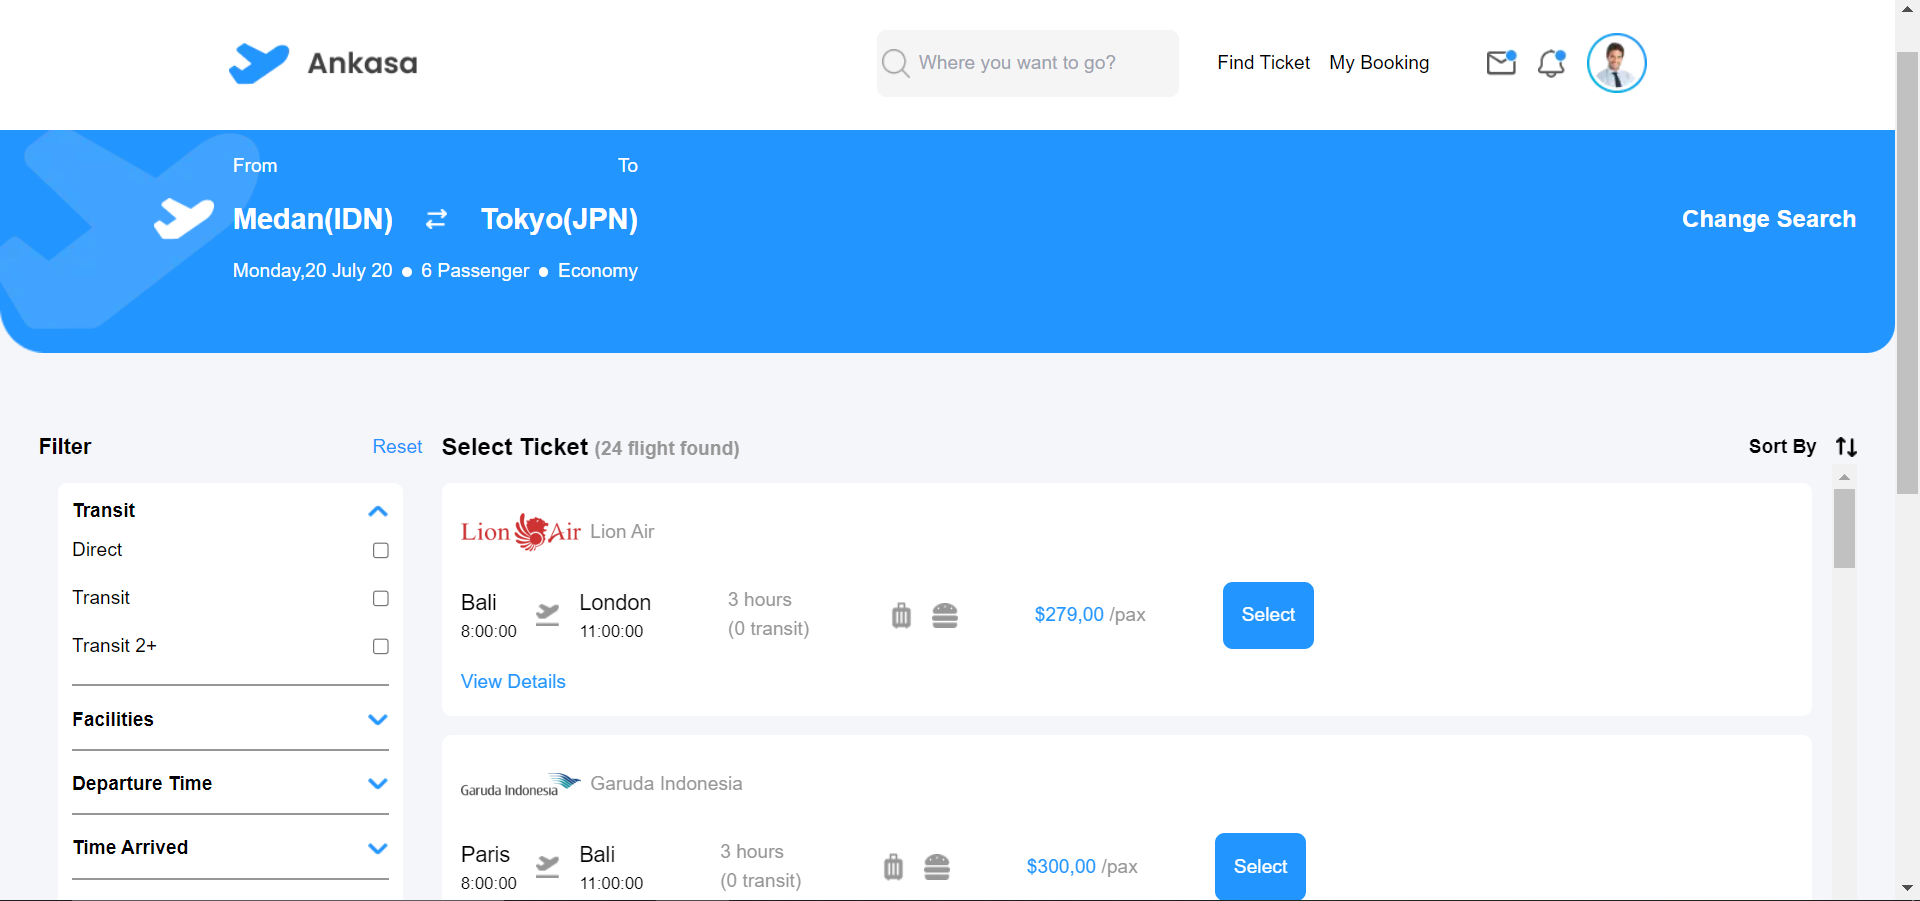 Ankasa
Where you want to go?
Find Ticket
My Booking
From
To
Medan(IDN)
Tokyo(JPN)
Change Search
Monday,20 July 20 ● 6 Passenger ● Economy
Filter
Reset
Select Ticket (24 flight found)
Sort By
Transit
Direct
Transit
Transit 2+
Facilities
Departure Time
Time Arrived
Lion Air
Lion Air
Bali
London
8:00:00
11:00:00
3 hours
(0 transit)
$279,00 /pax
Select
View Details
Garuda Indonesia
Garuda Indonesia
Paris
Bali
8:00:00
11:00:00
3 hours
(0 transit)
$300,00 /pax
Select